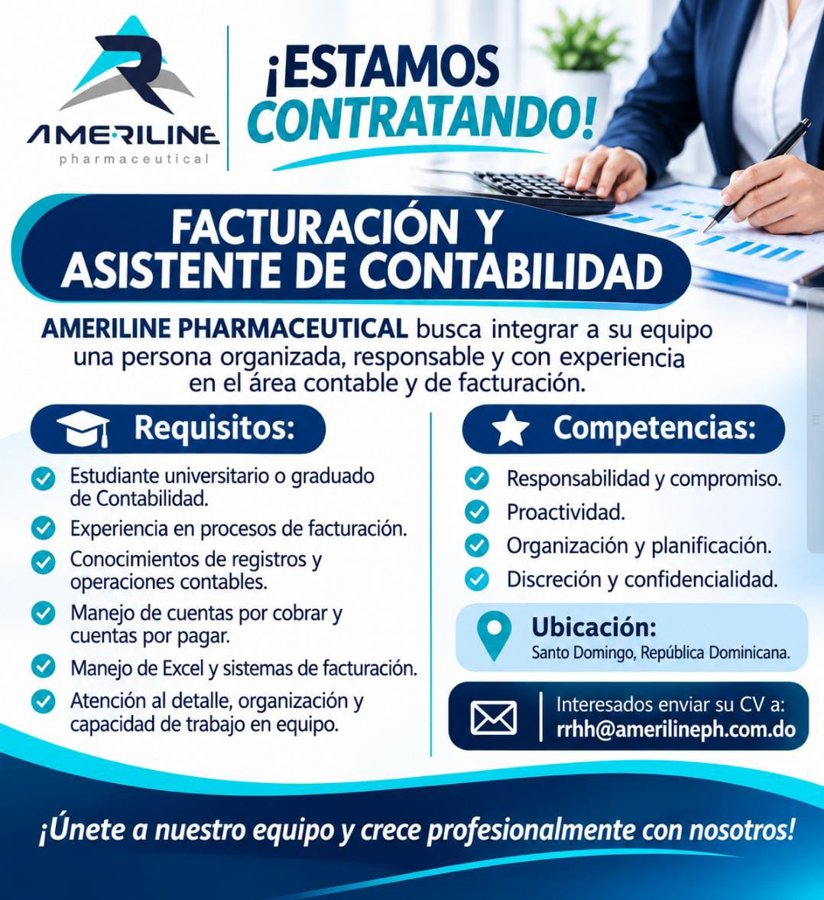 AMERILINE
pharmaceutical
¡ESTAMOS
CONTRATANDO!
FACTURACIÓN Y
ASISTENTE DE CONTABILIDAD
AMERILINE PHARMACEUTICAL busca integrar a su equipo
una persona organizada, responsable y con experiencia
en el área contable y de facturación.
Requisitos:
Estudiante universitario o graduado
de Contabilidad.
Experiencia en procesos de facturación.
Conocimientos de registros y
operaciones contables.
Manejo de cuentas por cobrar y
cuentas por pagar.
Manejo de Excel y sistemas de facturación.
Atención al detalle, organización y
capacidad de trabajo en equipo.
Competencias:
Responsabilidad y compromiso.
Proactividad.
Organización y planificación.
Discreción y confidencialidad.
Ubicación:
Santo Domingo, República Dominicana.
Interesados enviar su CV a:
rrhh@amerilineph.com.do
¡Únete a nuestro equipo y crece profesionalmente con nosotros!